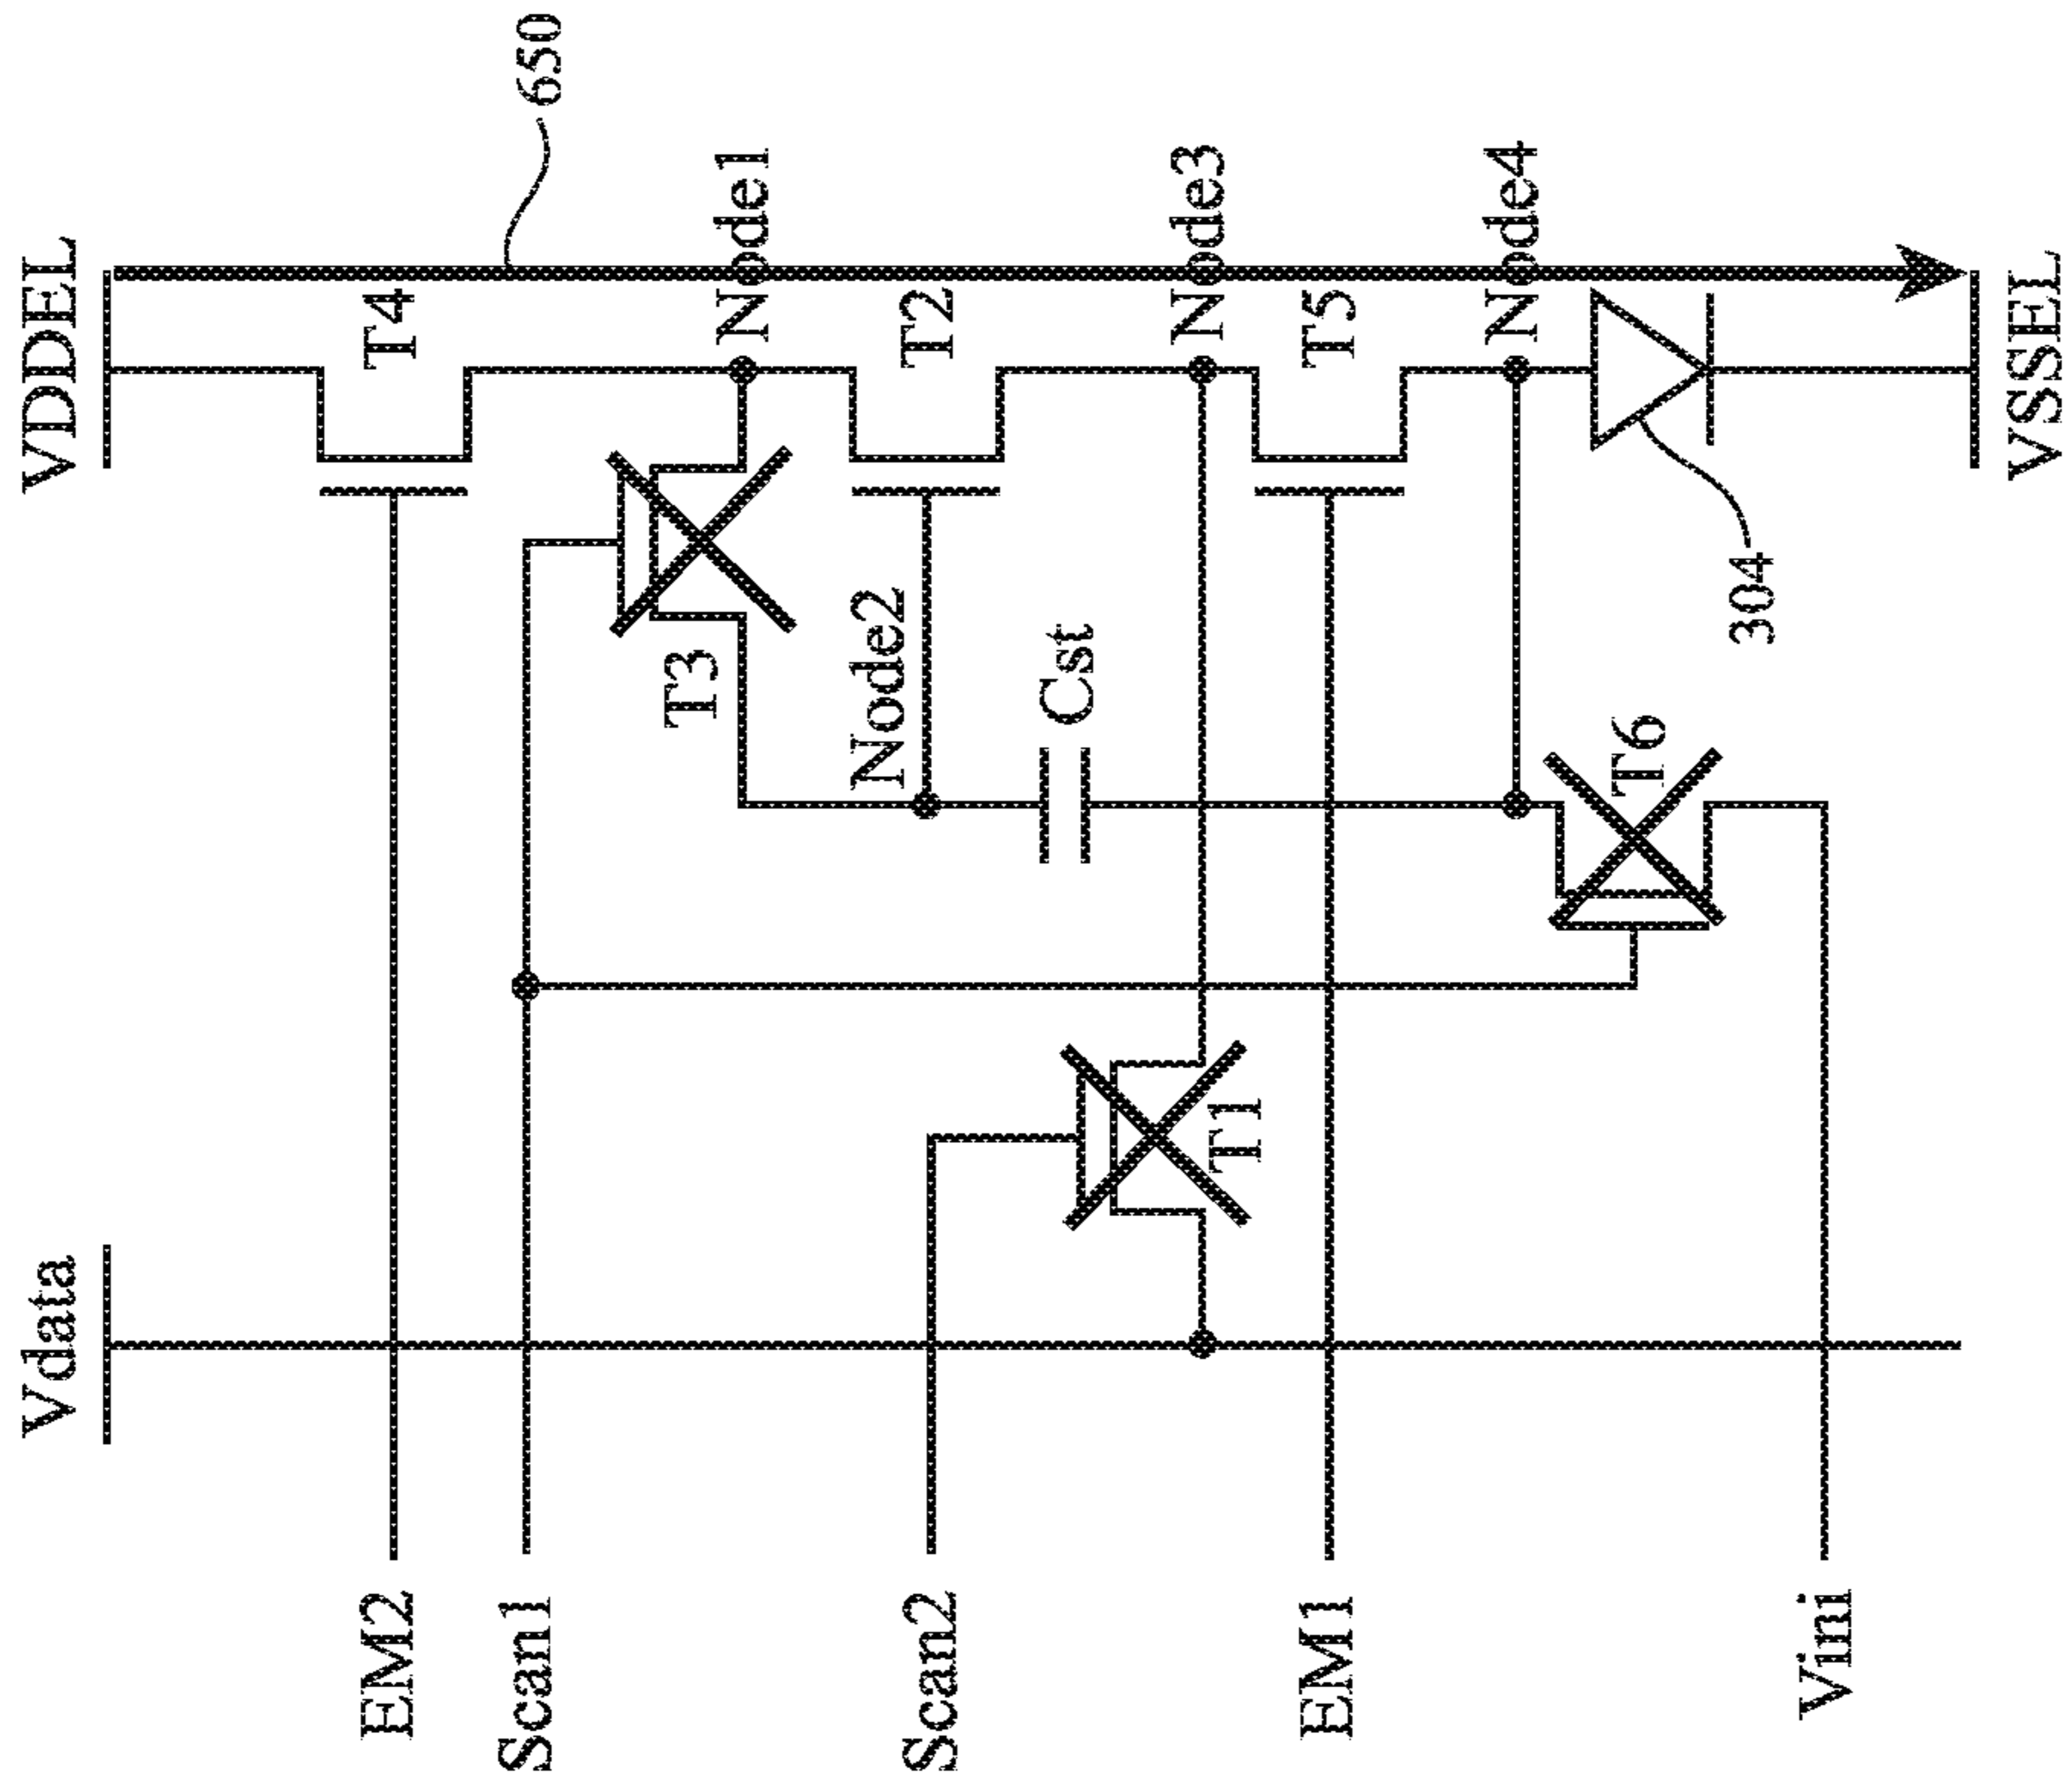 VDDEL
650
T4
Node1
T3
T2
Node2
Cst
Node3
T5
Node4
304
T6
T1
VSSEL
Vdata
EM2
Scan1
Scan2
EM1
Vini